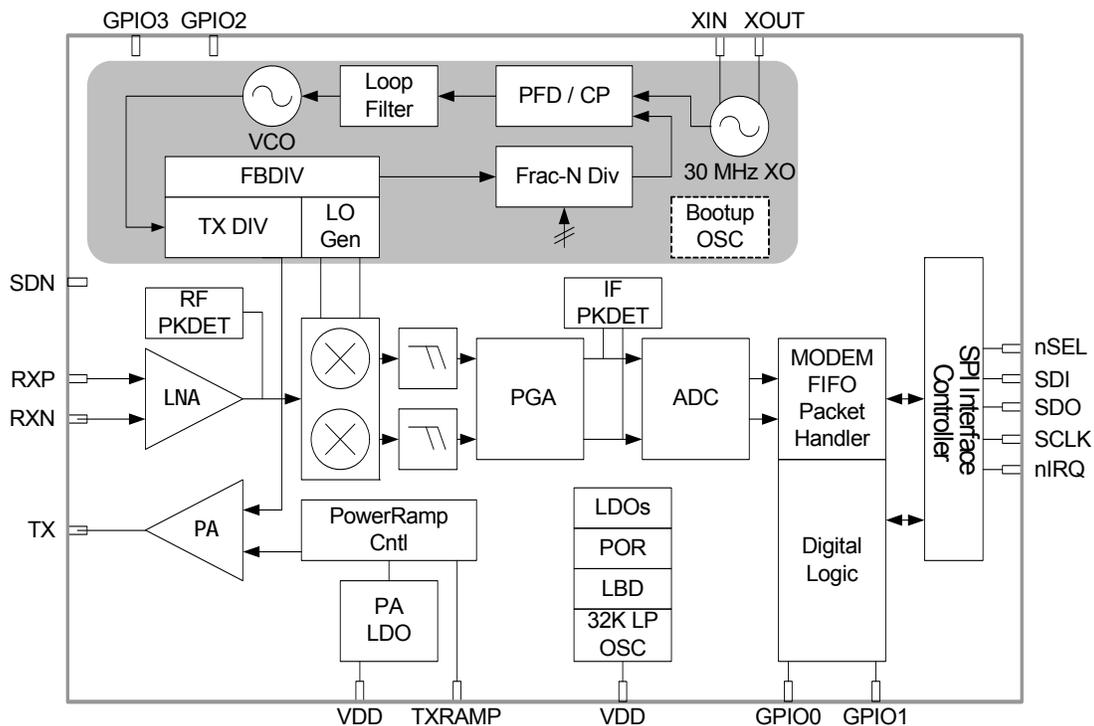 GPIO3
GPIO2
XIN
XOUT
VCO
Loop
Filter
PFD / CP
30 MHz XO
FBDIV
Frac-N Div
TX DIV
LO
Gen
Bootup
OSC
SDN
RF
PKDET
IF
PKDET
RXP
RXN
LNA
PGA
ADC
MODEM
FIFO
Packet
Handler
SPI Interface
Controller
nSEL
SDI
SDO
SCLK
nIRQ
TX
PA
PowerRamp
Cntl
PA
LDO
LDOs
POR
LBD
32K LP
OSC
Digital
Logic
VDD
TXRAMP
VDD
GPIO0
GPIO1